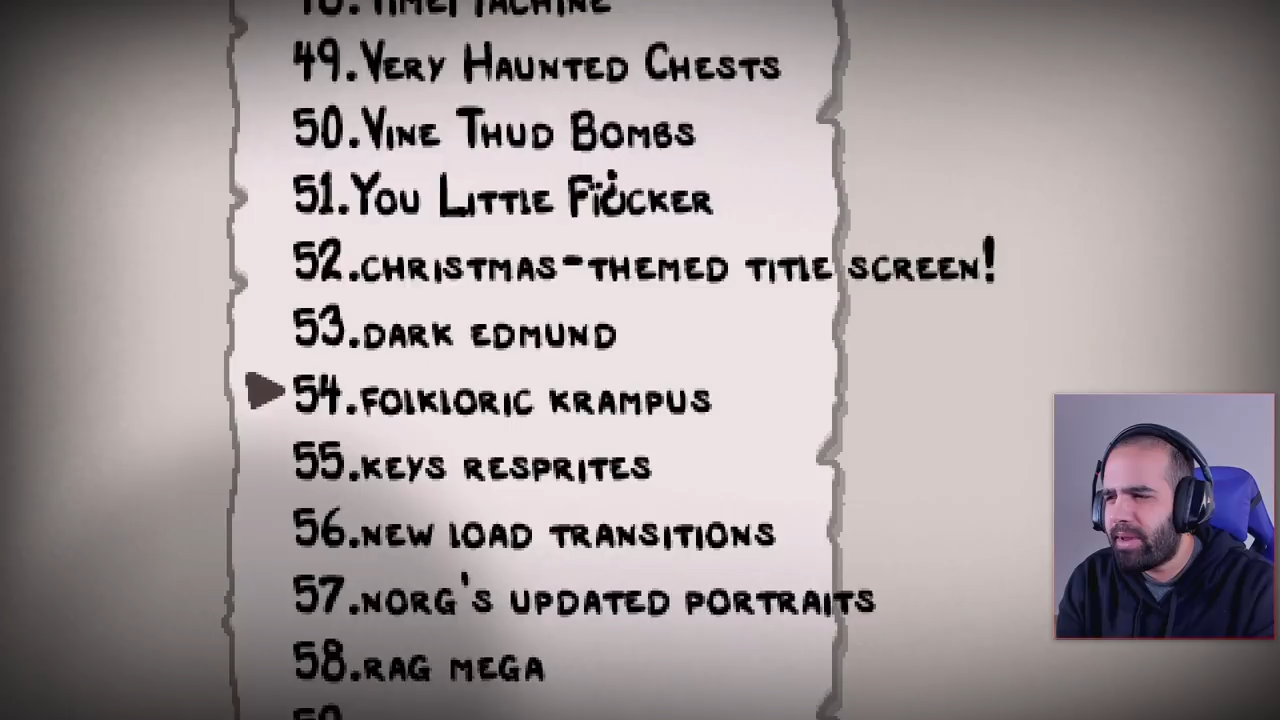 49.Very Haunted Chests
50.Vine Thud Bombs
51.You Little
52.christmas-themed title screen!
53.dark edmund
54.folkloric krampus
55.keys resprites
56.new load transitions
57.norg's updated portraits
58.rag mega